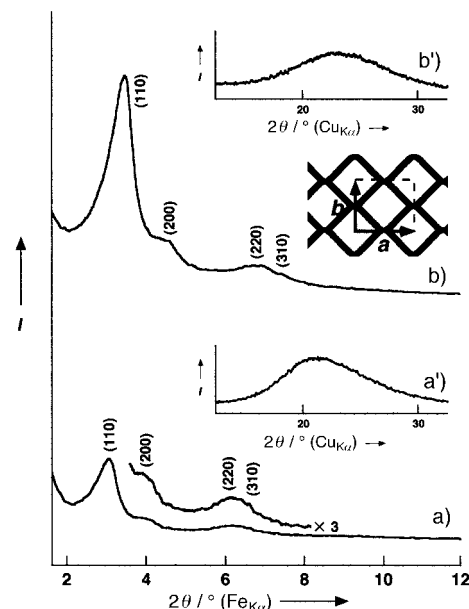 b')
I
20
30
2θ / ° (CuKα)
(110)
(200)
(220)
(310)
b
a
b)
I
a')
I
20
30
2θ / ° (CuKα)
(110)
(200)
(220)
(310)
× 3
a)
2 4 6 8 10 12
2θ / ° (FeKα)